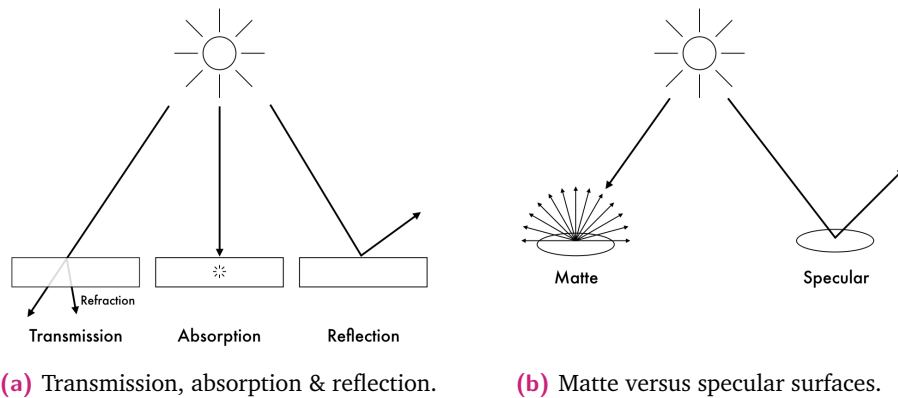 Refraction
Transmission
Absorption
Reflection
(a) Transmission, absorption & reflection.
Matte
Specular
(b) Matte versus specular surfaces.